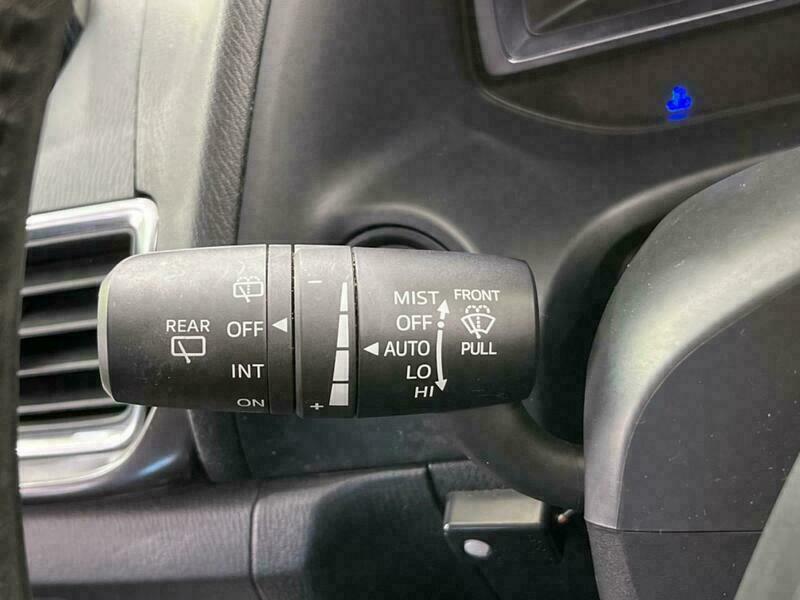 REAR
OFF
INT
ON
−
+
MIST
OFF
AUTO
LO
HI
FRONT
PULL